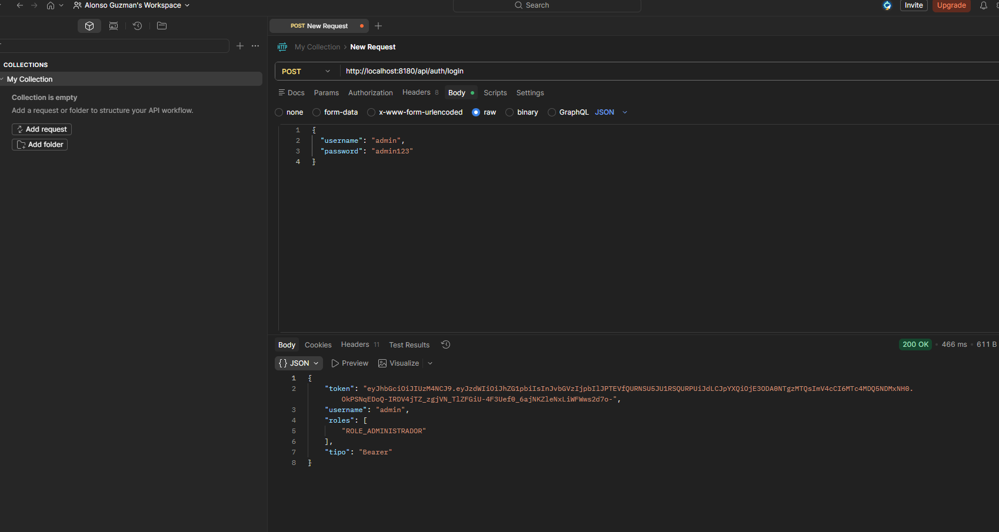 Alonso Guzman's Workspace
Search
Invite
Upgrade
POST New Request
COLLECTIONS
My Collection
Collection is empty
Add a request or folder to structure your API workflow.
Add request
Add folder
HTTP My Collection > New Request
POST http://localhost:8180/api/auth/login
Docs Params Authorization Headers 8 Body Scripts Settings
none form-data x-www-form-urlencoded raw binary GraphQL JSON
1 {
2 "username": "admin",
3 "password": "admin123"
4 }
Body Cookies Headers 11 Test Results
200 OK • 466 ms • 611 B
{} JSON Preview Visualize
1 {
2 "token": "eyJhbGciOiJIUzM4NCJ9.eyJzdWIiOiJhZG1pbiIsInJvbGVzIjpbIlJPTEVfQURNSU5JU1RSQURPUiJdLCJpYXQiOjE3ODA0NTgzMTQsImV4cCI6MTc4MDQ5NDMxNH0.
OkPSNqEDoQ-IRDV4jTZ_zgjVN_TlZFGiU-4F3Uef0_6ajNKZleNxLiWFWws2d7o-",
3 "username": "admin",
4 "roles": [
5 "ROLE_ADMINISTRADOR"
6 ],
7 "tipo": "Bearer"
8 }